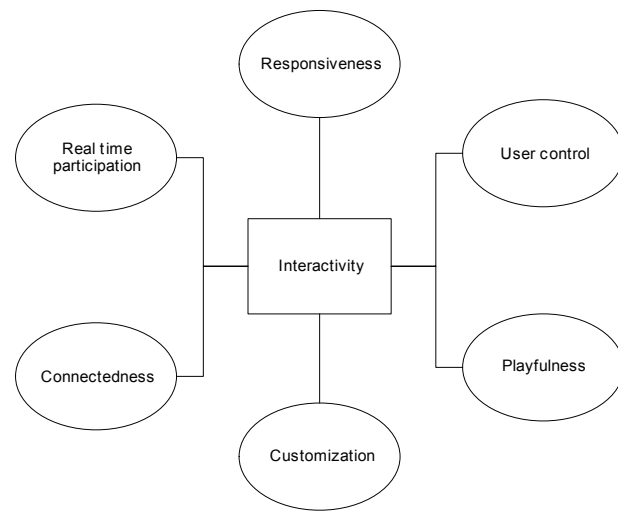 Responsiveness
Real time
participation
User control
Interactivity
Connectedness
Playfulness
Customization